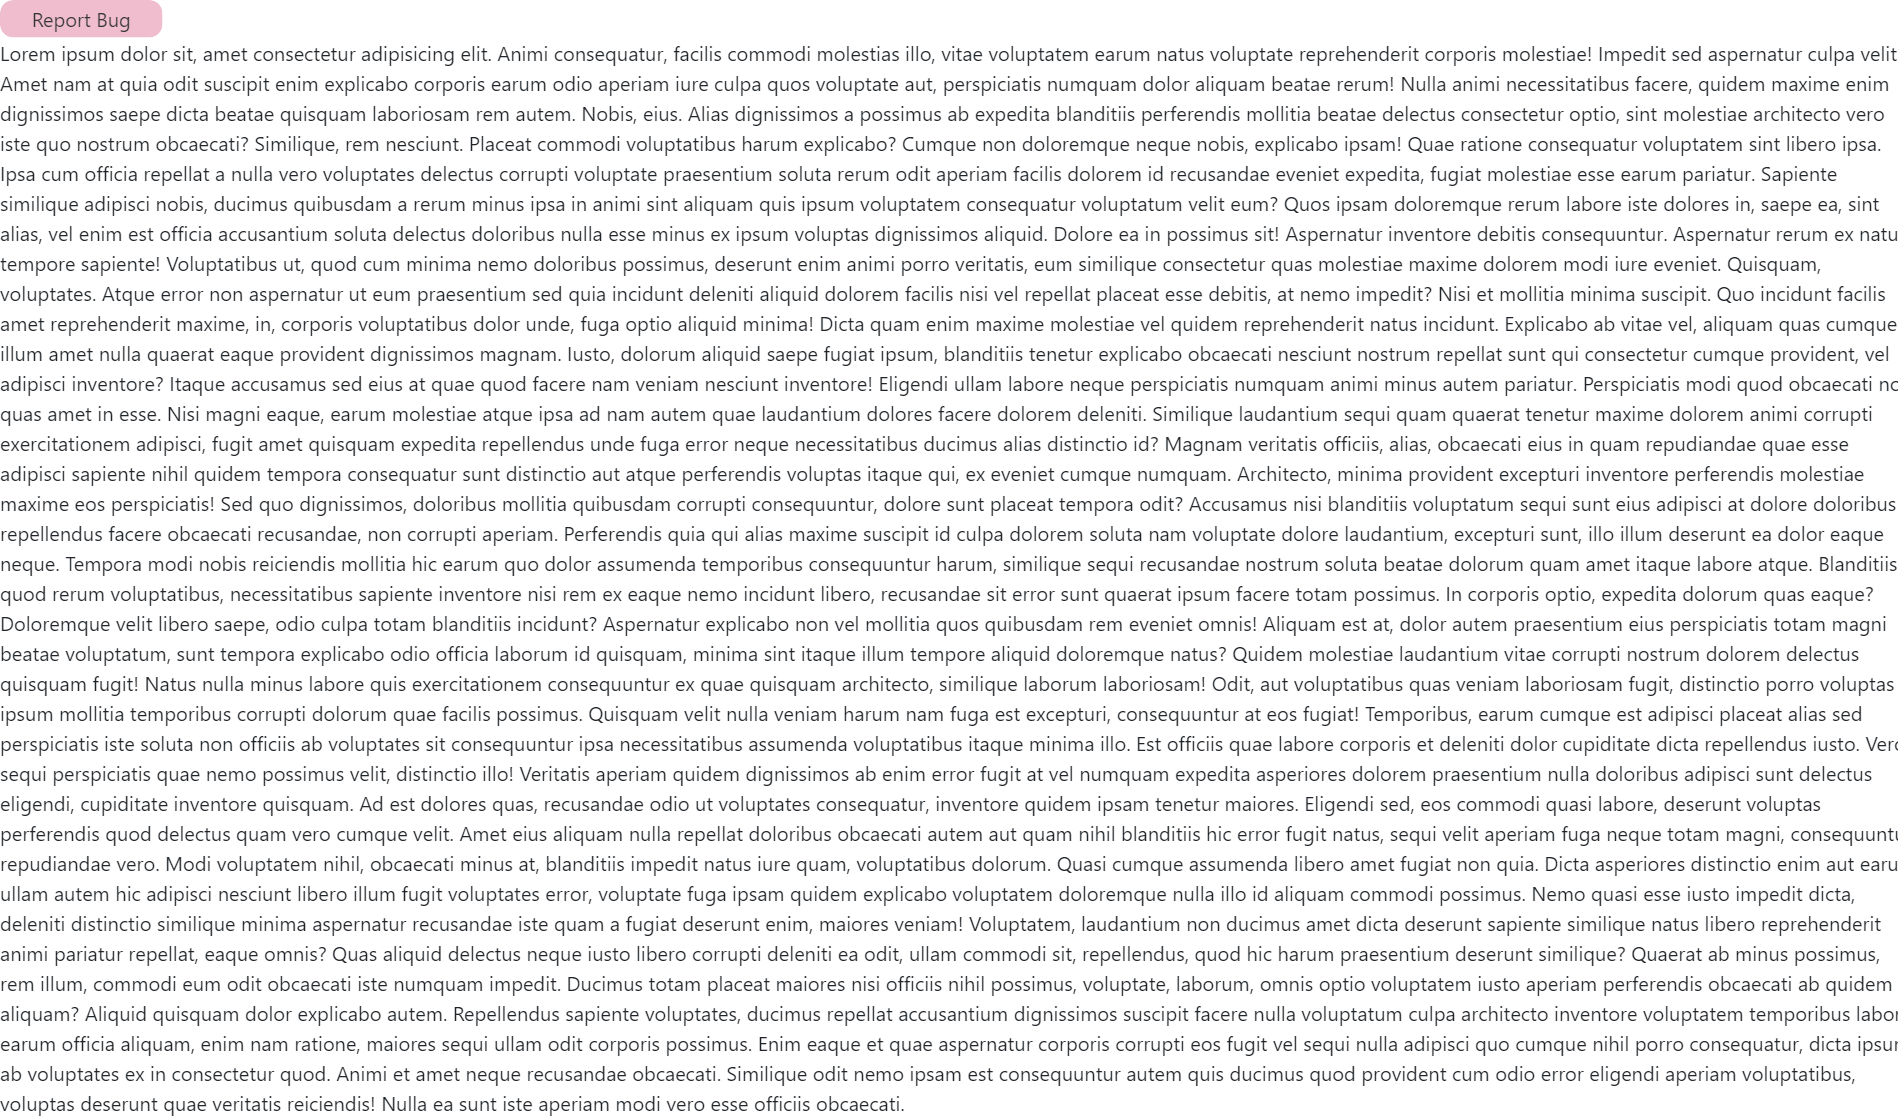 Report Bug
Lorem ipsum dolor sit, amet consectetur adipisicing elit. Animi consequatur, facilis commodi molestias illo, vitae voluptatem earum natus voluptate reprehenderit corporis molestiae! Impedit sed aspernatur culpa velit
Amet nam at quia odit suscipit enim explicabo corporis earum odio aperiam iure culpa quos voluptate aut, perspiciatis numquam dolor aliquam beatae rerum! Nulla animi necessitatibus facere, quidem maxime enim
dignissimos saepe dicta beatae quisquam laboriosam rem autem. Nobis, eius. Alias dignissimos a possimus ab expedita blanditiis perferendis mollitia beatae delectus consectetur optio, sint molestiae architecto vero
iste quo nostrum obcaecati? Similique, rem nesciunt. Placeat commodi voluptatibus harum explicabo? Cumque non doloremque neque nobis, explicabo ipsam! Quae ratione consequatur voluptatem sint libero ipsa.
Ipsa cum officia repellat a nulla vero voluptates delectus corrupti voluptate praesentium soluta rerum odit aperiam facilis dolorem id recusandae eveniet expedita, fugiat molestiae esse earum pariatur. Sapiente
similique adipisci nobis, ducimus quibusdam a rerum minus ipsa in animi sint aliquam quis ipsum voluptatem consequatur voluptatum velit eum? Quos ipsam doloremque rerum labore iste dolores in, saepe ea, sint
alias, vel enim est officia accusantium soluta delectus doloribus nulla esse minus ex ipsum voluptas dignissimos aliquid. Dolore ea in possimus sit! Aspernatur inventore debitis consequuntur. Aspernatur rerum ex natu
tempore sapiente! Voluptatibus ut, quod cum minima nemo doloribus possimus, deserunt enim animi porro veritatis, eum similique consectetur quas molestiae maxime dolorem modi iure eveniet. Quisquam,
voluptates. Atque error non aspernatur ut eum praesentium sed quia incidunt deleniti aliquid dolorem facilis nisi vel repellat placeat esse debitis, at nemo impedit? Nisi et mollitia minima suscipit. Quo incidunt facilis
amet reprehenderit maxime, in, corporis voluptatibus dolor unde, fuga optio aliquid minima! Dicta quam enim maxime molestiae vel quidem reprehenderit natus incidunt. Explicabo ab vitae vel, aliquam quas cumque
illum amet nulla quaerat eaque provident dignissimos magnam. Iusto, dolorum aliquid saepe fugiat ipsum, blanditiis tenetur explicabo obcaecati nesciunt nostrum repellat sunt qui consectetur cumque provident, vel
adipisci inventore? Itaque accusamus sed eius at quae quod facere nam veniam nesciunt inventore! Eligendi ullam labore neque perspiciatis numquam animi minus autem pariatur. Perspiciatis modi quod obcaecati no
quas amet in esse. Nisi magni eaque, earum molestiae atque ipsa ad nam autem quae laudantium dolores facere dolorem deleniti. Similique laudantium sequi quam quaerat tenetur maxime dolorem animi corrupti
exercitationem adipisci, fugit amet quisquam expedita repellendus unde fuga error neque necessitatibus ducimus alias distinctio id? Magnam veritatis officiis, alias, obcaecati eius in quam repudiandae quae esse
adipisci sapiente nihil quidem tempora consequatur sunt distinctio aut atque perferendis voluptas itaque qui, ex eveniet cumque numquam. Architecto, minima provident excepturi inventore perferendis molestiae
maxime eos perspiciatis! Sed quo dignissimos, doloribus mollitia quibusdam corrupti consequuntur, dolore sunt placeat tempora odit? Accusamus nisi blanditiis voluptatum sequi sunt eius adipisci at dolore doloribus
repellendus facere obcaecati recusandae, non corrupti aperiam. Perferendis quia qui alias maxime suscipit id culpa dolorem soluta nam voluptate dolore laudantium, excepturi sunt, illo illum deserunt ea dolor eaque
neque. Tempora modi nobis reiciendis mollitia hic earum quo dolor assumenda temporibus consequuntur harum, similique sequi recusandae nostrum soluta beatae dolorum quam amet itaque labore atque. Blanditiis
quod rerum voluptatibus, necessitatibus sapiente inventore nisi rem ex eaque nemo incidunt libero, recusandae sit error sunt quaerat ipsum facere totam possimus. In corporis optio, expedita dolorum quas eaque?
Doloremque velit libero saepe, odio culpa totam blanditiis incidunt? Aspernatur explicabo non vel mollitia quos quibusdam rem eveniet omnis! Aliquam est at, dolor autem praesentium eius perspiciatis totam magni
beatae voluptatum, sunt tempora explicabo odio officia laborum id quisquam, minima sint itaque illum tempore aliquid doloremque natus? Quidem molestiae laudantium vitae corrupti nostrum dolorem delectus
quisquam fugit! Natus nulla minus labore quis exercitationem consequuntur ex quae quisquam architecto, similique laborum laboriosam! Odit, aut voluptatibus quas veniam laboriosam fugit, distinctio porro voluptas
ipsum mollitia temporibus corrupti dolorum quae facilis possimus. Quisquam velit nulla veniam harum nam fuga est excepturi, consequuntur at eos fugiat! Temporibus, earum cumque est adipisci placeat alias sed
perspiciatis iste soluta non officiis ab voluptates sit consequuntur ipsa necessitatibus assumenda voluptatibus itaque minima illo. Est officiis quae labore corporis et deleniti dolor cupiditate dicta repellendus iusto. Vero
sequi perspiciatis quae nemo possimus velit, distinctio illo! Veritatis aperiam quidem dignissimos ab enim error fugit at vel numquam expedita asperiores dolorem praesentium nulla doloribus adipisci sunt delectus
eligendi, cupiditate inventore quisquam. Ad est dolores quas, recusandae odio ut voluptates consequatur, inventore quidem ipsam tenetur maiores. Eligendi sed, eos commodi quasi labore, deserunt voluptas
perferendis quod delectus quam vero cumque velit. Amet eius aliquam nulla repellat doloribus obcaecati autem aut quam nihil blanditiis hic error fugit natus, sequi velit aperiam fuga neque totam magni, consequuntu
repudiandae vero. Modi voluptatem nihil, obcaecati minus at, blanditiis impedit natus iure quam, voluptatibus dolorum. Quasi cumque assumenda libero amet fugiat non quia. Dicta asperiores distinctio enim aut earu
ullam autem hic adipisci nesciunt libero illum fugit voluptates error, voluptate fuga ipsam quidem explicabo voluptatem doloremque nulla illo id aliquam commodi possimus. Nemo quasi esse iusto impedit dicta,
deleniti distinctio similique minima aspernatur recusandae iste quam a fugiat deserunt enim, maiores veniam! Voluptatem, laudantium non ducimus amet dicta deserunt sapiente similique natus libero reprehenderit
animi pariatur repellat, eaque omnis? Quas aliquid delectus neque iusto libero corrupti deleniti ea odit, ullam commodi sit, repellendus, quod hic harum praesentium deserunt similique? Quaerat ab minus possimus,
rem illum, commodi eum odit obcaecati iste numquam impedit. Ducimus totam placeat maiores nisi officiis nihil possimus, voluptate, laborum, omnis optio voluptatem iusto aperiam perferendis obcaecati ab quidem
aliquam? Aliquid quisquam dolor explicabo autem. Repellendus sapiente voluptates, ducimus repellat accusantium dignissimos suscipit facere nulla voluptatum culpa architecto inventore voluptatem temporibus labor
earum officia aliquam, enim nam ratione, maiores sequi ullam odit corporis possimus. Enim eaque et quae aspernatur corporis corrupti eos fugit vel sequi nulla adipisci quo cumque nihil porro consequatur, dicta ipsum
ab voluptates ex in consectetur quod. Animi et amet neque recusandae obcaecati. Similique odit nemo ipsam est consequuntur autem quis ducimus quod provident cum odio error eligendi aperiam voluptatibus,
voluptas deserunt quae veritatis reiciendis! Nulla ea sunt iste aperiam modi vero esse officiis obcaecati.